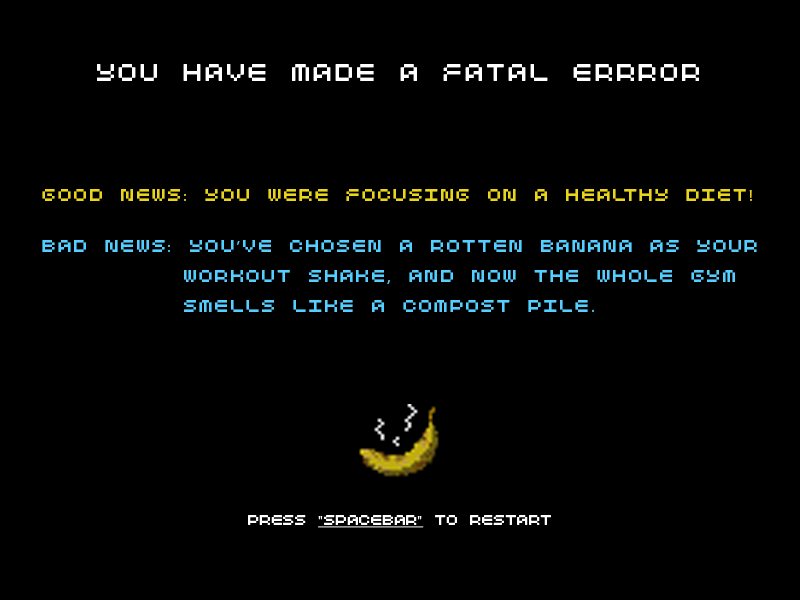 YOU HAVE MADE A FATAL ERRROR
GOOD NEWS: YOU WERE FOCUSING ON A HEALTHY DIET!
BAD NEWS: YOU'VE CHOSEN A ROTTEN BANANA AS YOUR
WORKOUT SHAKE, AND NOW THE WHOLE GYM
SMELLS LIKE A COMPOST PILE.
PRESS "SPACEBAR" TO RESTART